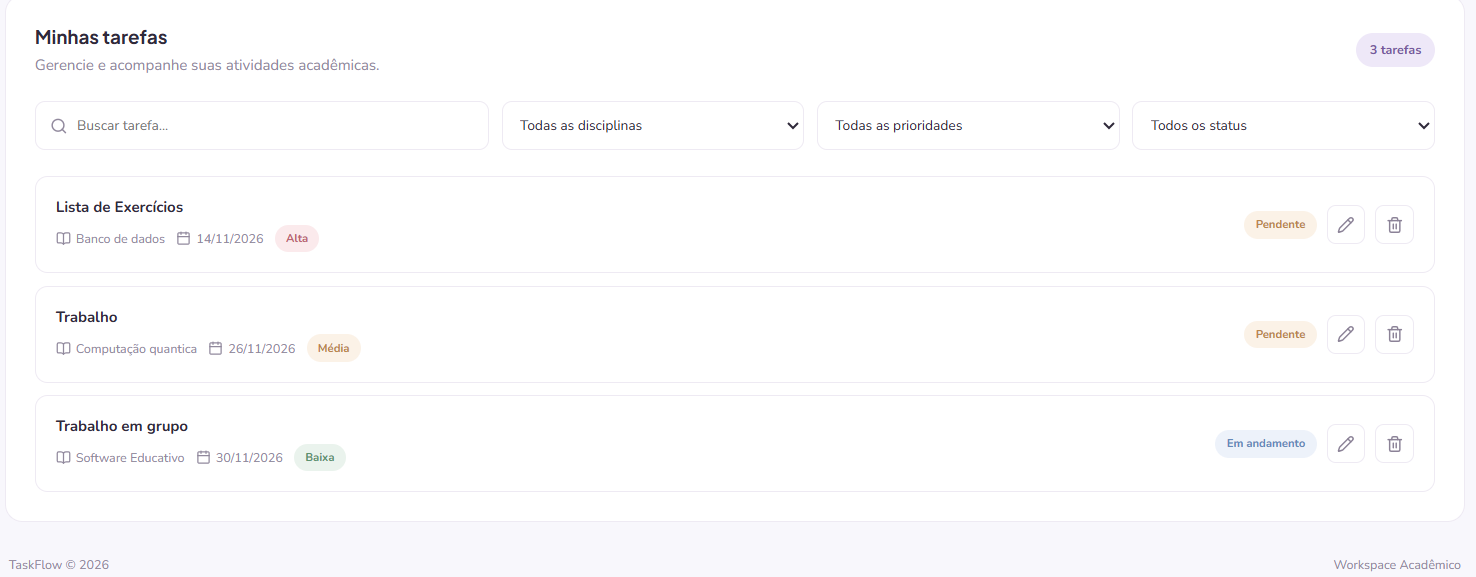 Minhas tarefas
Gerencie e acompanhe suas atividades acadêmicas.
3 tarefas
Buscar tarefa...
Todas as disciplinas
Todas as prioridades
Todos os status
Lista de Exercícios
Banco de dados 14/11/2026 Alta
Pendente
Trabalho
Computação quantica 26/11/2026 Média
Pendente
Trabalho em grupo
Software Educativo 30/11/2026 Baixa
Em andamento
TaskFlow © 2026
Workspace Acadêmico